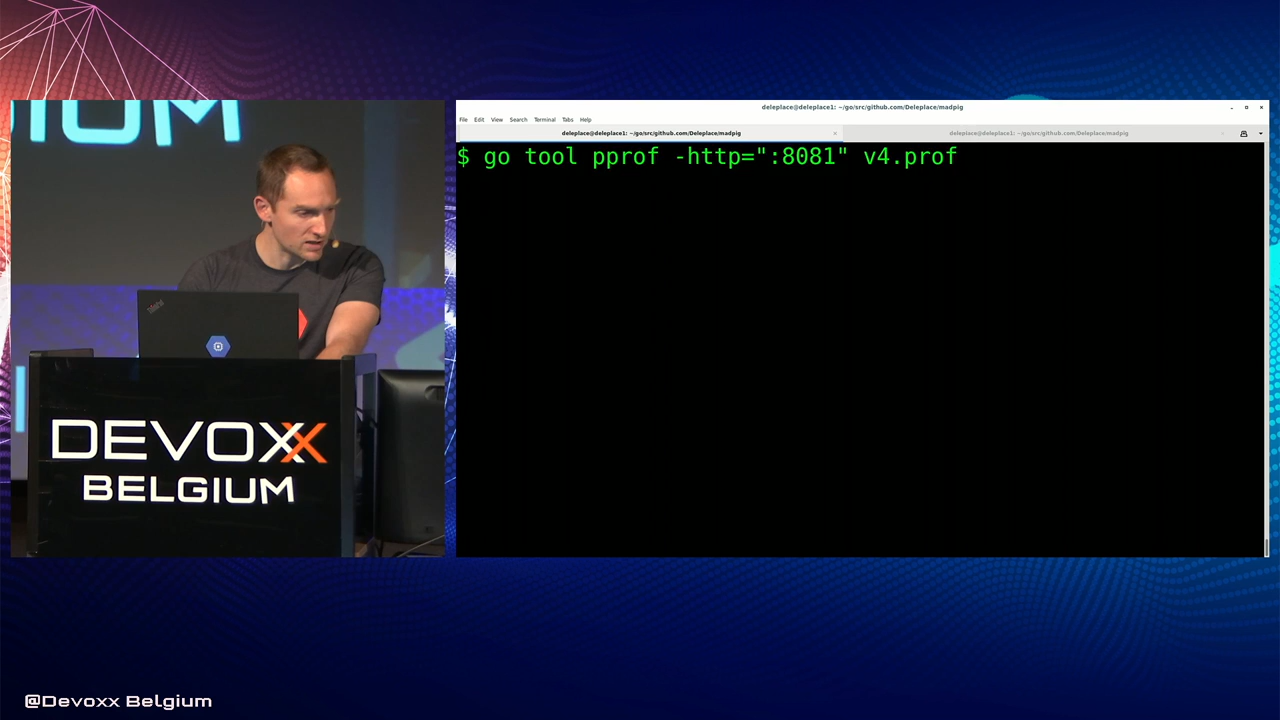 IUM
deleplace@deleplace1: ~/go/src/github.com/Deleplace/madpig
File Edit View Search Terminal Tabs Help
deleplace@deleplace1: ~/go/src/github.com/Deleplace/madpig
deleplace@deleplace1: ~/go/src/github.com/Deleplace/madpig
$ go tool pprof -http=":8081" v4.prof
DEVOXX
BELGIUM
@Devoxx Belgium